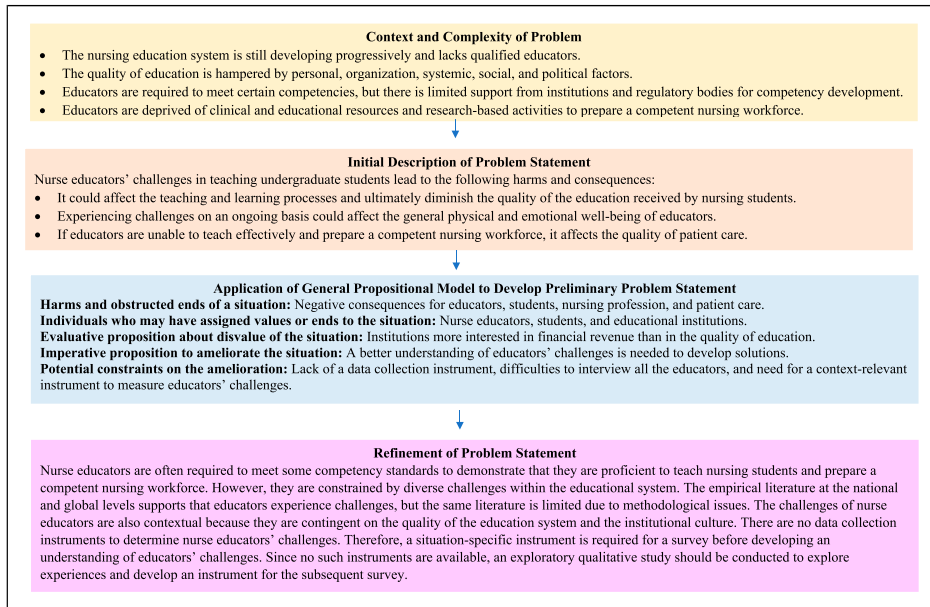 Context and Complexity of Problem
• The nursing education system is still developing progressively and lacks qualified educators.
• The quality of education is hampered by personal, organization, systemic, social, and political factors.
• Educators are required to meet certain competencies, but there is limited support from institutions and regulatory bodies for competency development.
• Educators are deprived of clinical and educational resources and research-based activities to prepare a competent nursing workforce.
Initial Description of Problem Statement
Nurse educators’ challenges in teaching undergraduate students lead to the following harms and consequences:
• It could affect the teaching and learning processes and ultimately diminish the quality of the education received by nursing students.
• Experiencing challenges on an ongoing basis could affect the general physical and emotional well-being of educators.
• If educators are unable to teach effectively and prepare a competent nursing workforce, it affects the quality of patient care.
Application of General Propositional Model to Develop Preliminary Problem Statement
Harms and obstructed ends of a situation: Negative consequences for educators, students, nursing profession, and patient care.
Individuals who may have assigned values or ends to the situation: Nurse educators, students, and educational institutions.
Evaluative proposition about disvalue of the situation: Institutions more interested in financial revenue than in the quality of education.
Imperative proposition to ameliorate the situation: A better understanding of educators’ challenges is needed to develop solutions.
Potential constraints on the amelioration: Lack of a data collection instrument, difficulties to interview all the educators, and need for a context-relevant
instrument to measure educators’ challenges.
Refinement of Problem Statement
Nurse educators are often required to meet some competency standards to demonstrate that they are proficient to teach nursing students and prepare a
competent nursing workforce. However, they are constrained by diverse challenges within the educational system. The empirical literature at the national
and global levels supports that educators experience challenges, but the same literature is limited due to methodological issues. The challenges of nurse
educators are also contextual because they are contingent on the quality of the education system and the institutional culture. There are no data collection
instruments to determine nurse educators’ challenges. Therefore, a situation-specific instrument is required for a survey before developing an
understanding of educators’ challenges. Since no such instruments are available, an exploratory qualitative study should be conducted to explore
experiences and develop an instrument for the subsequent survey.